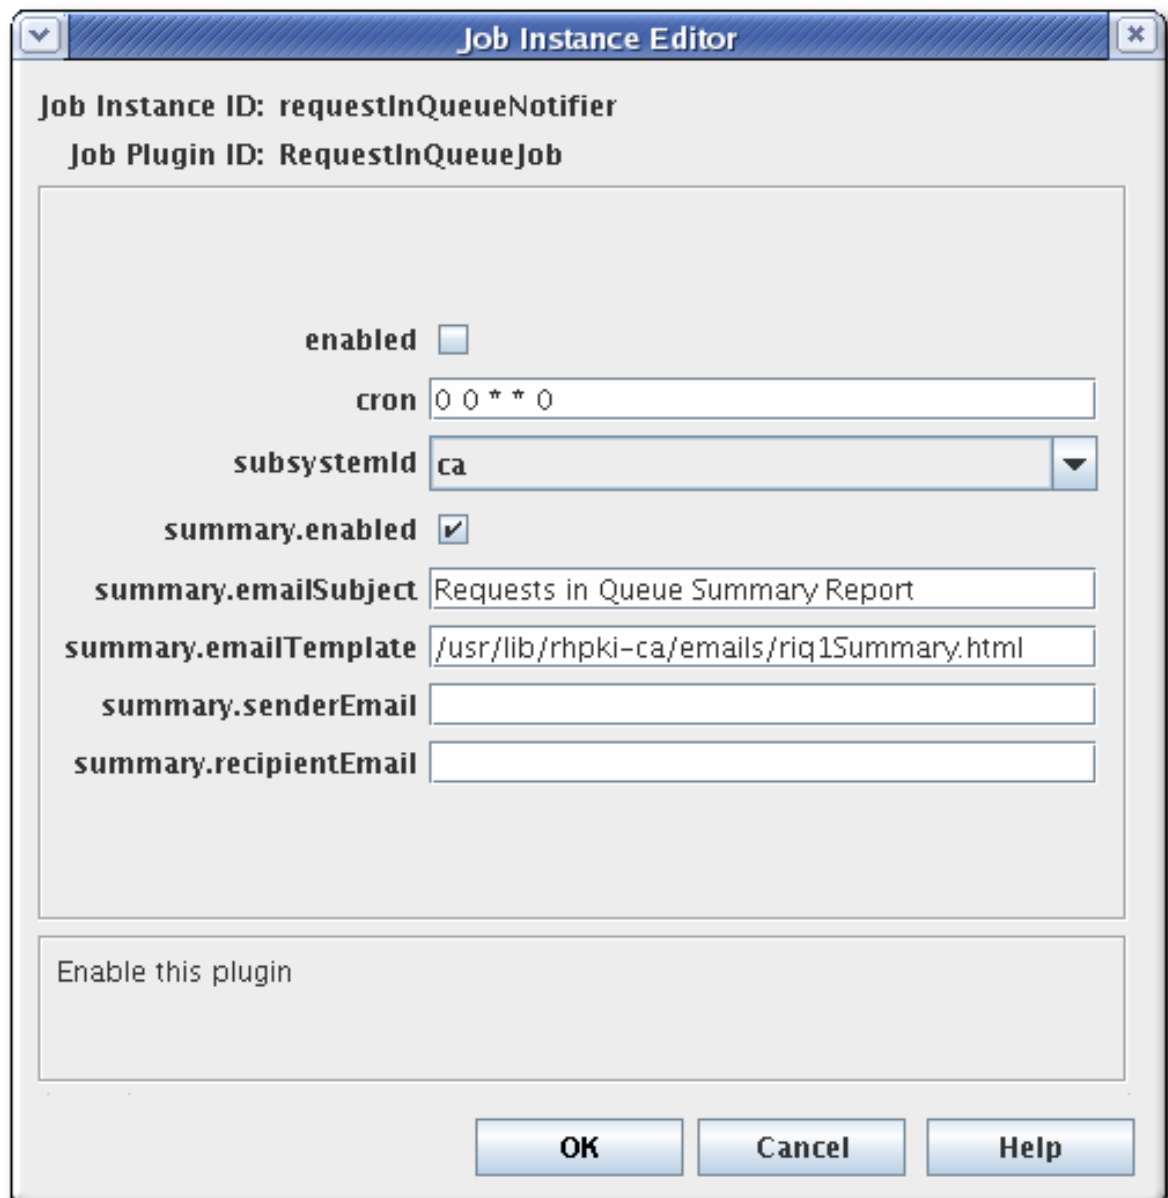 Job Instance Editor
Job Instance ID: requestInQueueNotifier
Job Plugin ID: RequestInQueueJob
enabled
cron 0 0 * * 0
subsystemId ca
summary.enabled
summary.emailSubject Requests in Queue Summary Report
summary.emailTemplate /usr/lib/rhpki-ca/emails/riq1Summary.html
summary.senderEmail
summary.recipientEmail
Enable this plugin
OK Cancel Help